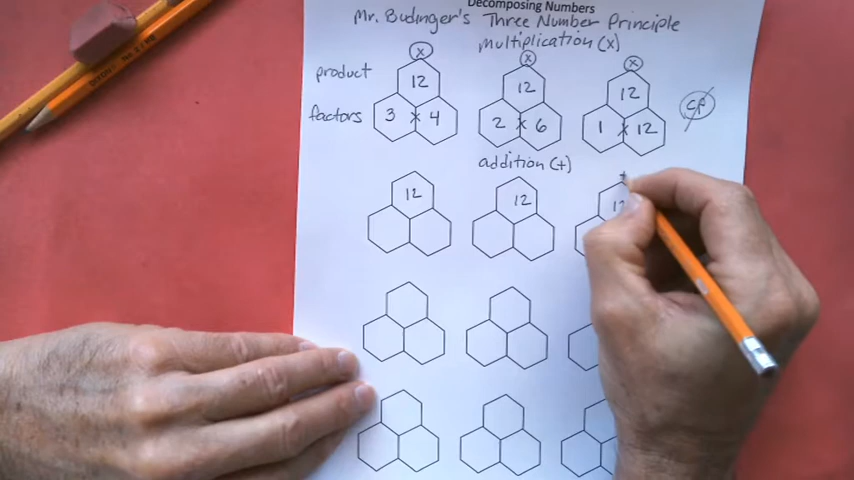 Decomposing Numbers
Mr. Budinger's Three Number Principle
Multiplication (x)
x x x
product 12 12 12 CF
factors 3 x 4 2 x 6 1 x 12
addition (+)
+
12 12 12